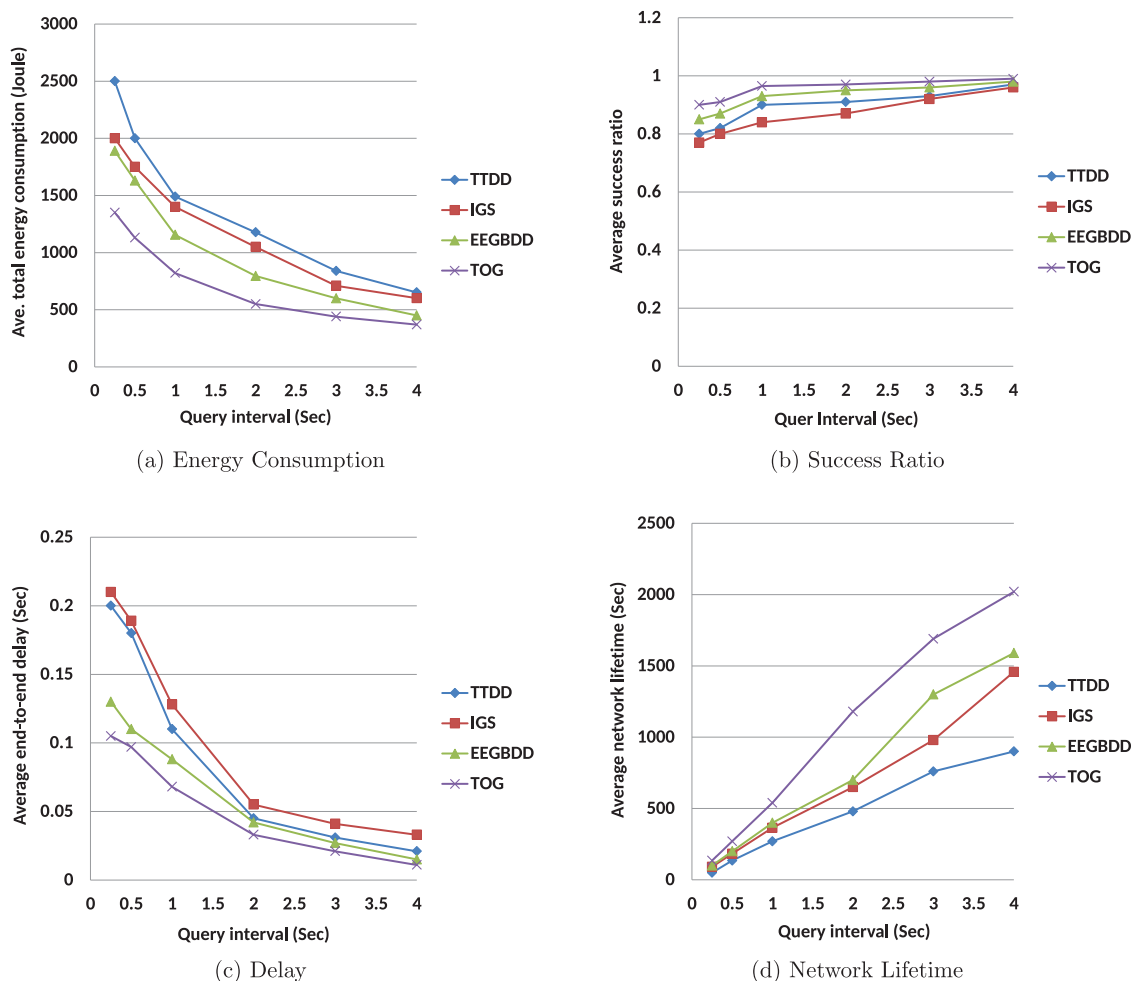 Ave. total energy consumption (Joule)
3000
2500
2000
1500
1000
500
0
0 0.5 1 1.5 2 2.5 3 3.5 4
Query interval (Sec)
TTDD
IGS
EEGBDD
TOG
(a) Energy Consumption
Average success ratio
1.2
1
0.8
0.6
0.4
0.2
0
0 0.5 1 1.5 2 2.5 3 3.5 4
Quer Interval (Sec)
TTDD
IGS
EEGBDD
TOG
(b) Success Ratio
Average end-to-end delay (Sec)
0.25
0.2
0.15
0.1
0.05
0
0 0.5 1 1.5 2 2.5 3 3.5 4
Query interval (Sec)
TTDD
IGS
EEGBDD
TOG
(c) Delay
Average network lifetime (Sec)
2500
2000
1500
1000
500
0
0 0.5 1 1.5 2 2.5 3 3.5 4
Query interval (Sec)
TTDD
IGS
EEGBDD
TOG
(d) Network Lifetime